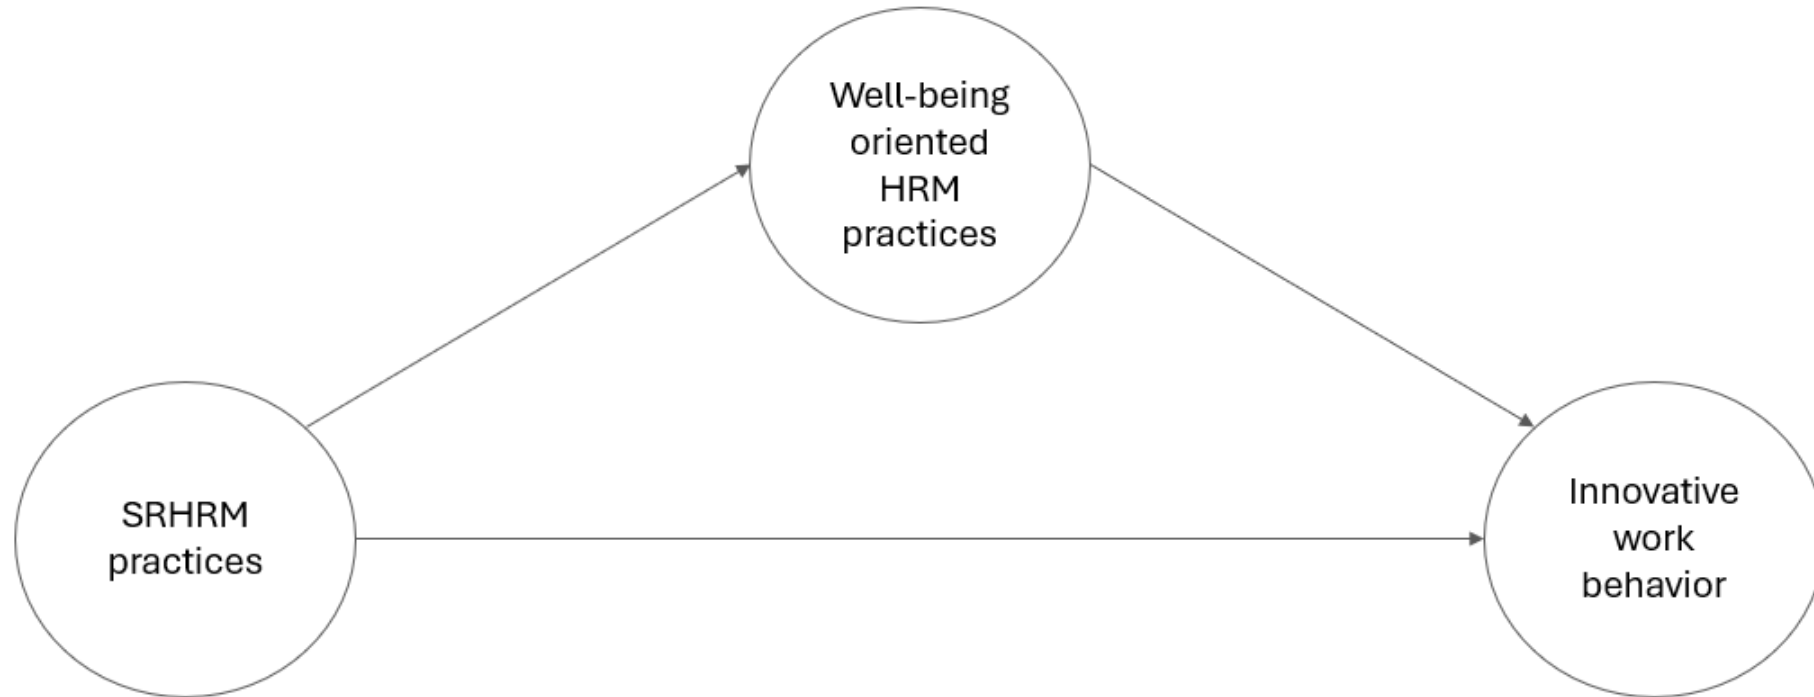 Well-being
oriented
HRM
practices
SRHRM
practices
Innovative
work
behavior